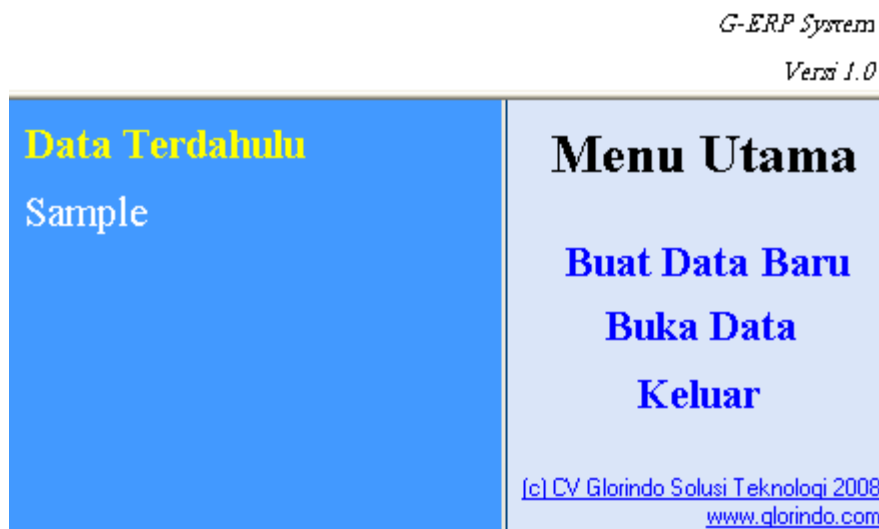 G-ERP System
Versi 1.0
Data Terdahulu
Sample
Menu Utama
Buat Data Baru
Buka Data
Keluar
(c) CV Glorindo Solusi Teknologi 2008
www.glorindo.com